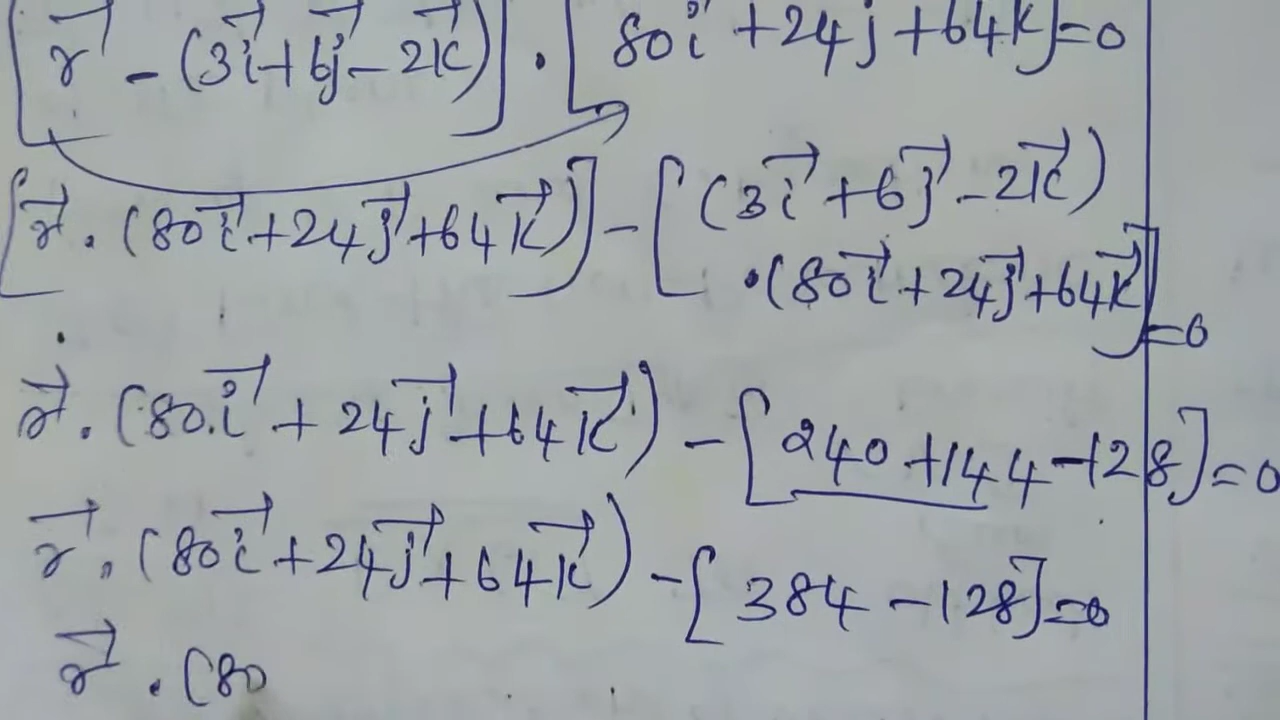 [r⃗ - (3i⃗ + 6j⃗ - 2k⃗)] · [80i⃗ + 24j + 64k] = 0
[r⃗ · (80i⃗ + 24j⃗ + 64k⃗)] - [(3i⃗ + 6j⃗ - 2k⃗)
· (80i⃗ + 24j⃗ + 64k⃗] = 0
r⃗ · (80i⃗ + 24j⃗ + 64k⃗) - [240 + 144 - 128] = 0
r⃗ · (80i⃗ + 24j⃗ + 64k⃗) - [384 - 128] = 0
r⃗ · (80